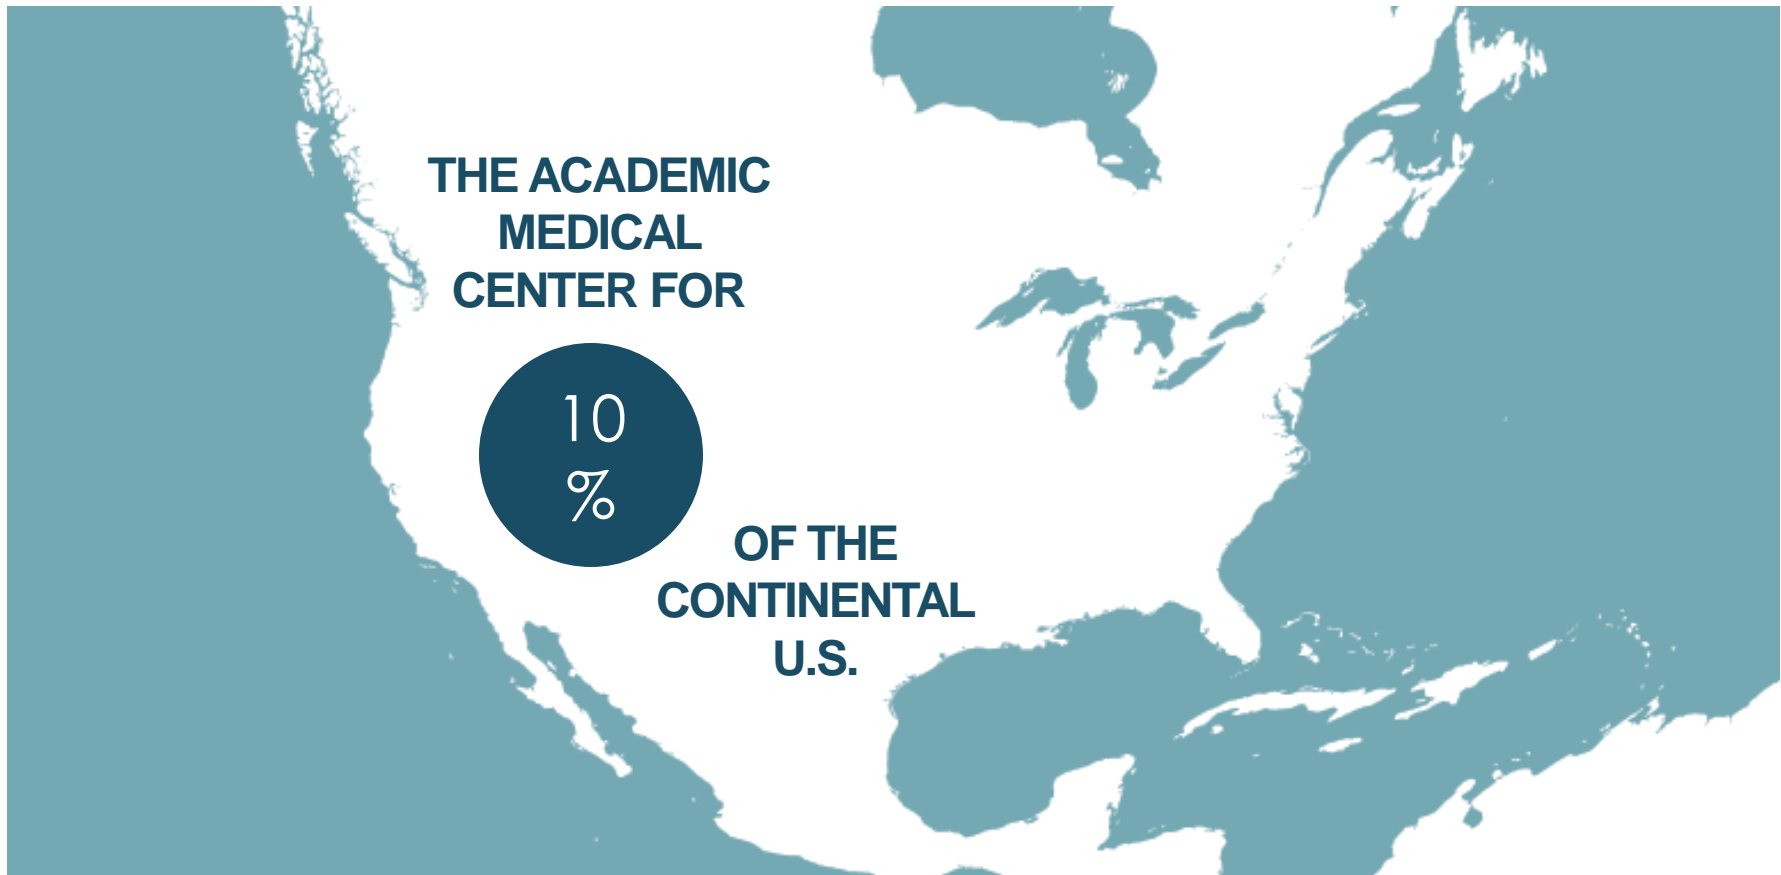 THE ACADEMIC
MEDICAL
CENTER FOR
10
%
OF THE
CONTINENTAL
U.S.